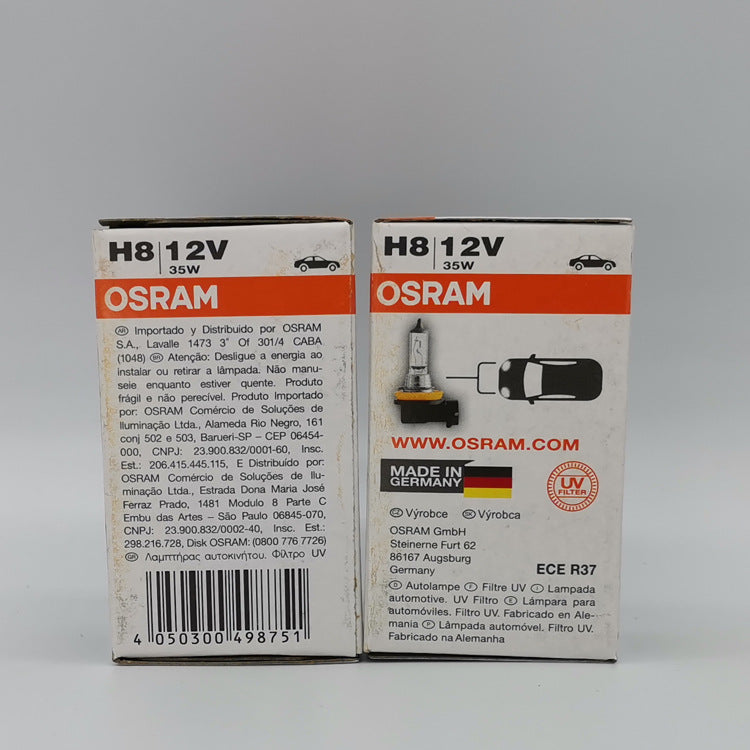 H8 12V
35W
OSRAM
AR Importado y Distribuido por OSRAM
S.A., Lavalle 1473 3° Of 301/4 CABA
(1048) BR Atenção: Desligue a energia ao
instalar ou retirar a lâmpada. Não manu-
seie enquanto estiver quente. Produto
frágil e não perecível. Produto Importado
por: OSRAM Comércio de Soluções de
Iluminação Ltda., Alameda Rio Negro, 161
conj 502 e 503, Barueri-SP – CEP 06454-
000, CNPJ: 23.900.832/0001-60, Insc.
Est.: 206.415.445.115, E Distribuído por:
OSRAM Comércio de Soluções de Ilu-
minação Ltda., Estrada Dona Maria José
Ferraz Prado, 1481 Modulo 8 Parte C
Embu das Artes – São Paulo 06845-070,
CNPJ: 23.900.832/0002-40, Insc. Est.:
298.216.728, Disk OSRAM: (0800 776 7726)
GR Λαμπτήρας αυτοκινήτου. Φίλτρο UV
4 050300 498751
H8 12V
35W
OSRAM
WWW.OSRAM.COM
MADE IN
GERMANY
UV
FILTER
CZ Výrobce SK Výrobca
OSRAM GmbH
Steinerne Furt 62
86167 Augsburg
Germany
ECE R37
D Autolampe F Filtre UV I Lampada
automotive. UV Filtro E Lámpara para
automóviles. Filtro UV. Fabricado en Ale-
mania P Lâmpada automóvel. Filtro UV.
Fabricado na Alemanha